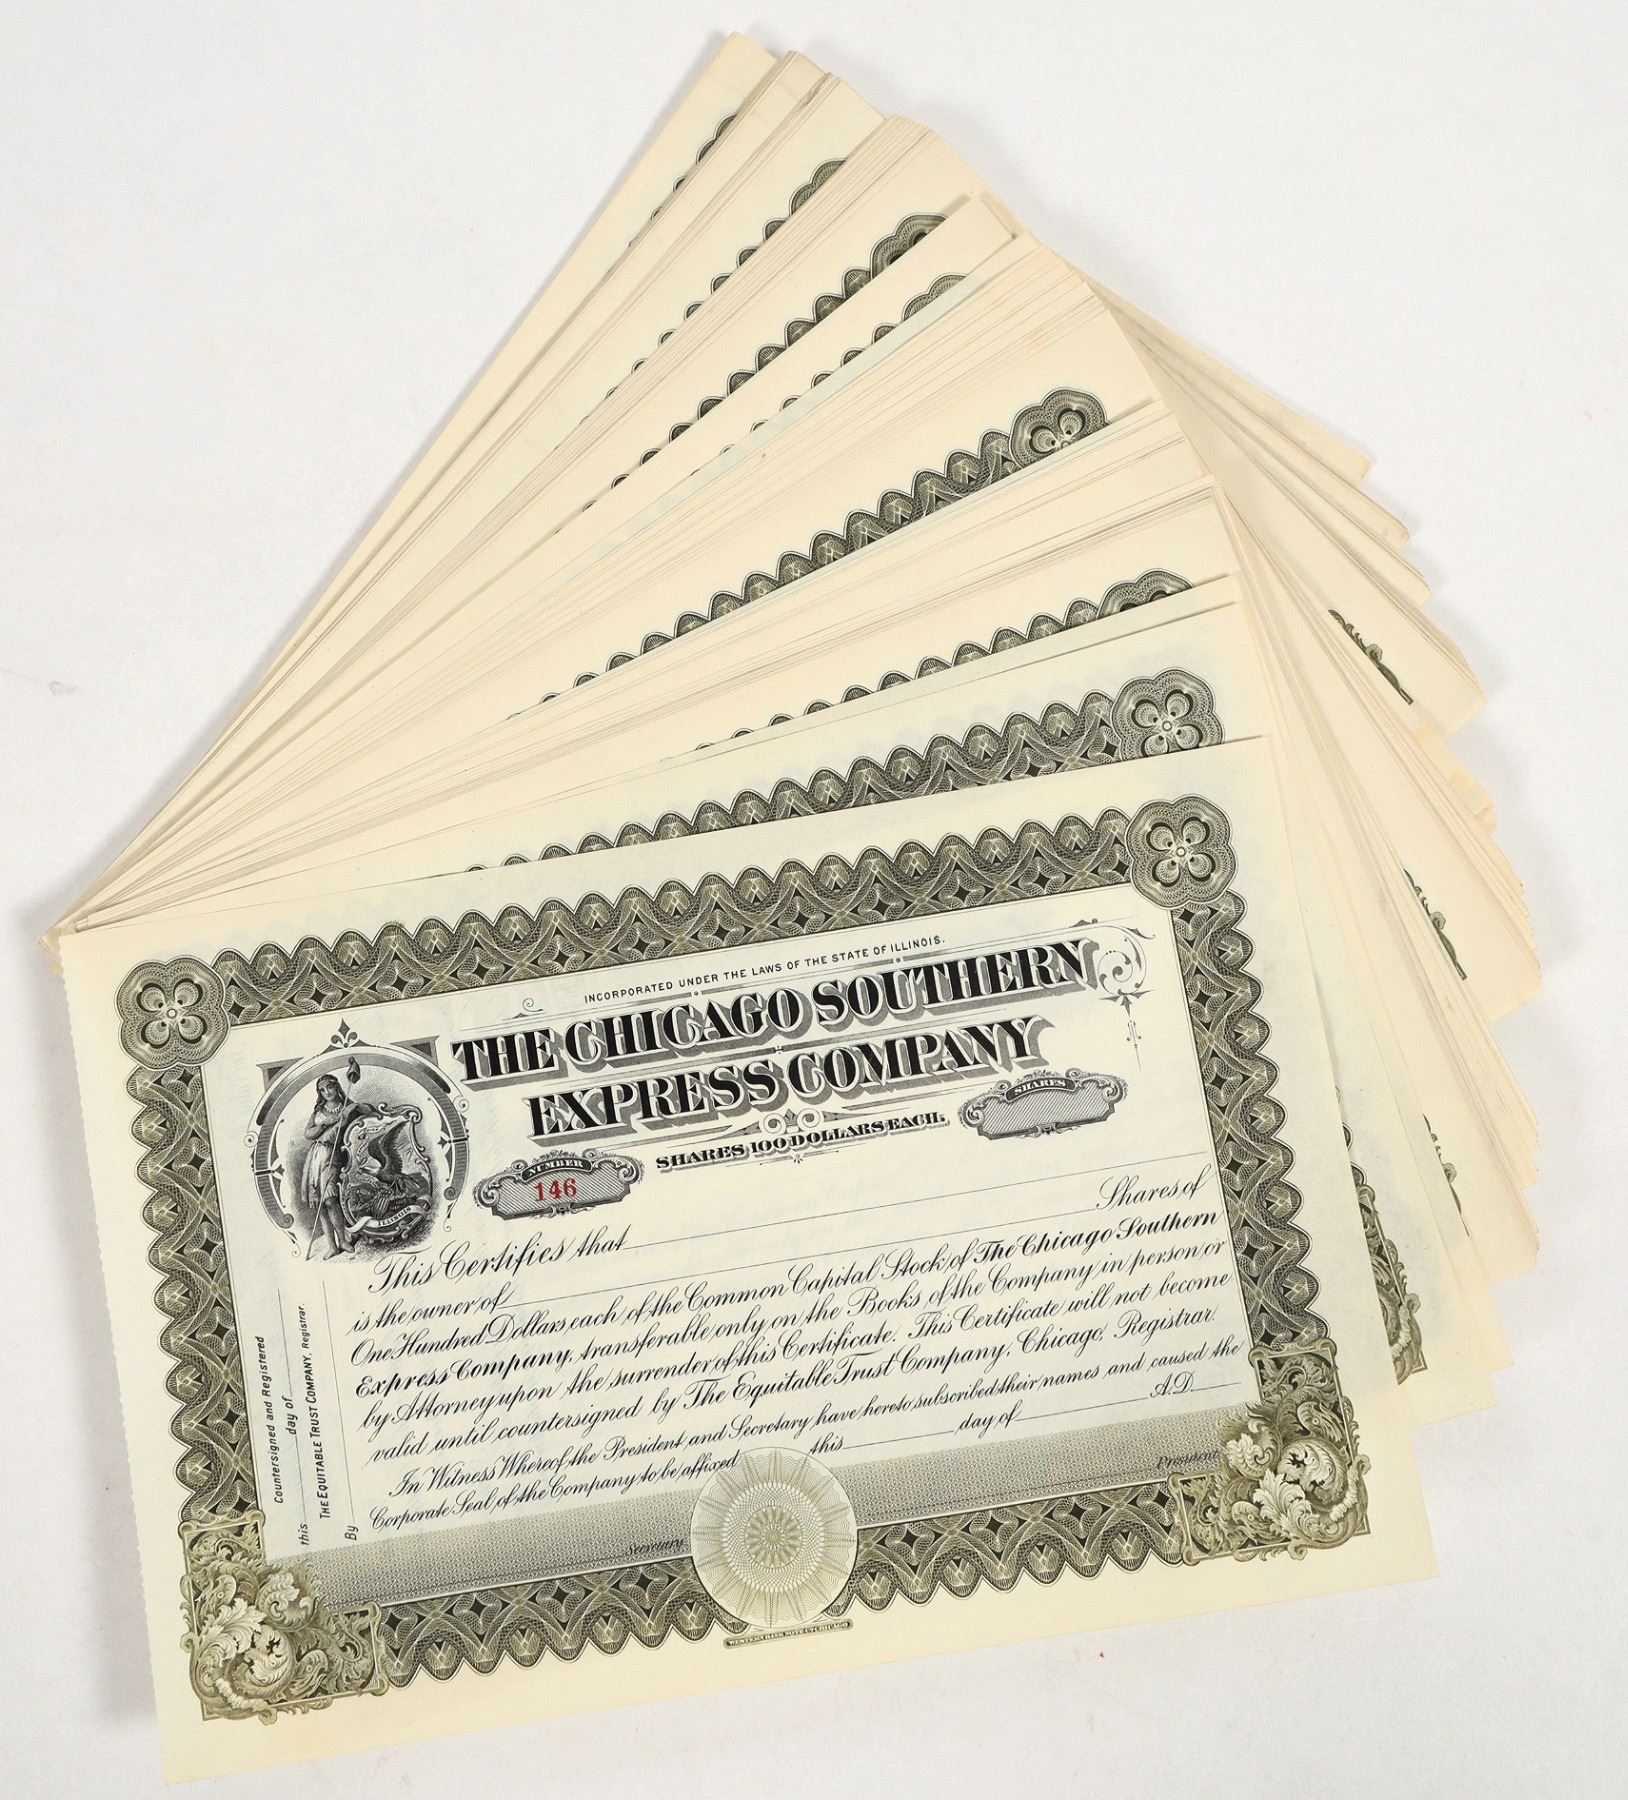 INCORPORATED UNDER THE LAWS OF THE STATE OF ILLINOIS.
THE CHICAGO SOUTHERN
EXPRESS COMPANY
SHARES 100 DOLLARS EACH.
SHARES
NUMBER
146
ILLINOIS
This Certifies that
is the owner of Shares of
One Hundred Dollars each of the Common Capital Stock of The Chicago Southern
Express Company, transferable only on the Books of the Company in person or
by Attorney upon the surrender of this Certificate. This Certificate will not become
valid until countersigned by The Equitable Trust Company, Chicago, Registrar.
In Witness Whereof the President and Secretary have hereto subscribed their names and caused the
Corporate Seal of the Company to be affixed this day of A.D.
Secretary
President
Countersigned and Registered
this day of
THE EQUITABLE TRUST COMPANY, Registrar.
By
WESTERN BANK NOTE CO. CHICAGO